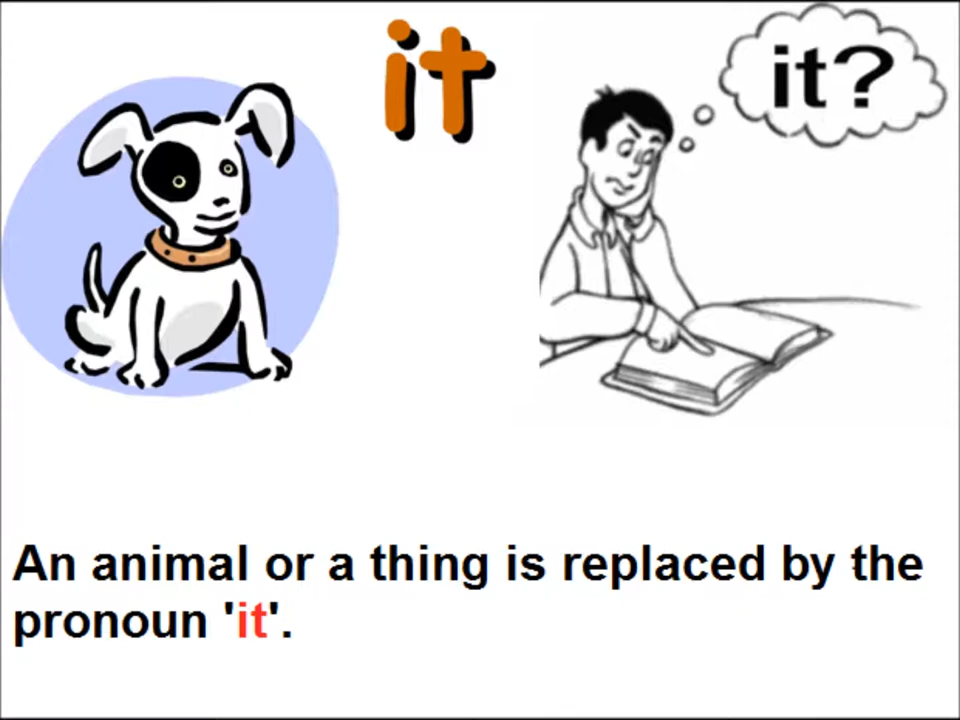 it
it?
An animal or a thing is replaced by the
pronoun 'it'.